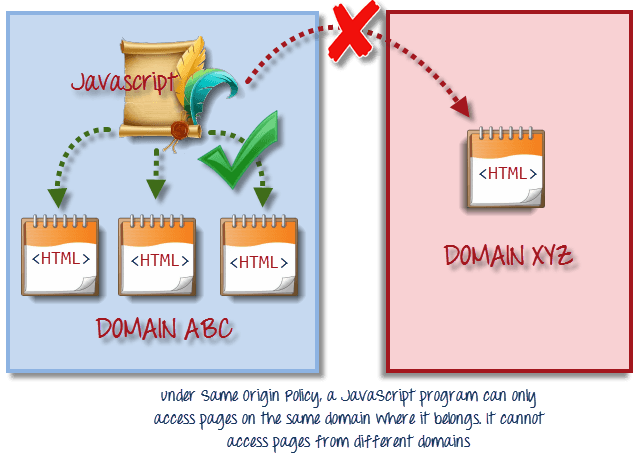 Javascript
<HTML>
<HTML>
<HTML>
<HTML>
DOMAIN ABC
DOMAIN XYZ
under Same Origin Policy, a JavaScript program can only
access pages on the same domain where it belongs. It cannot
access pages from different domains